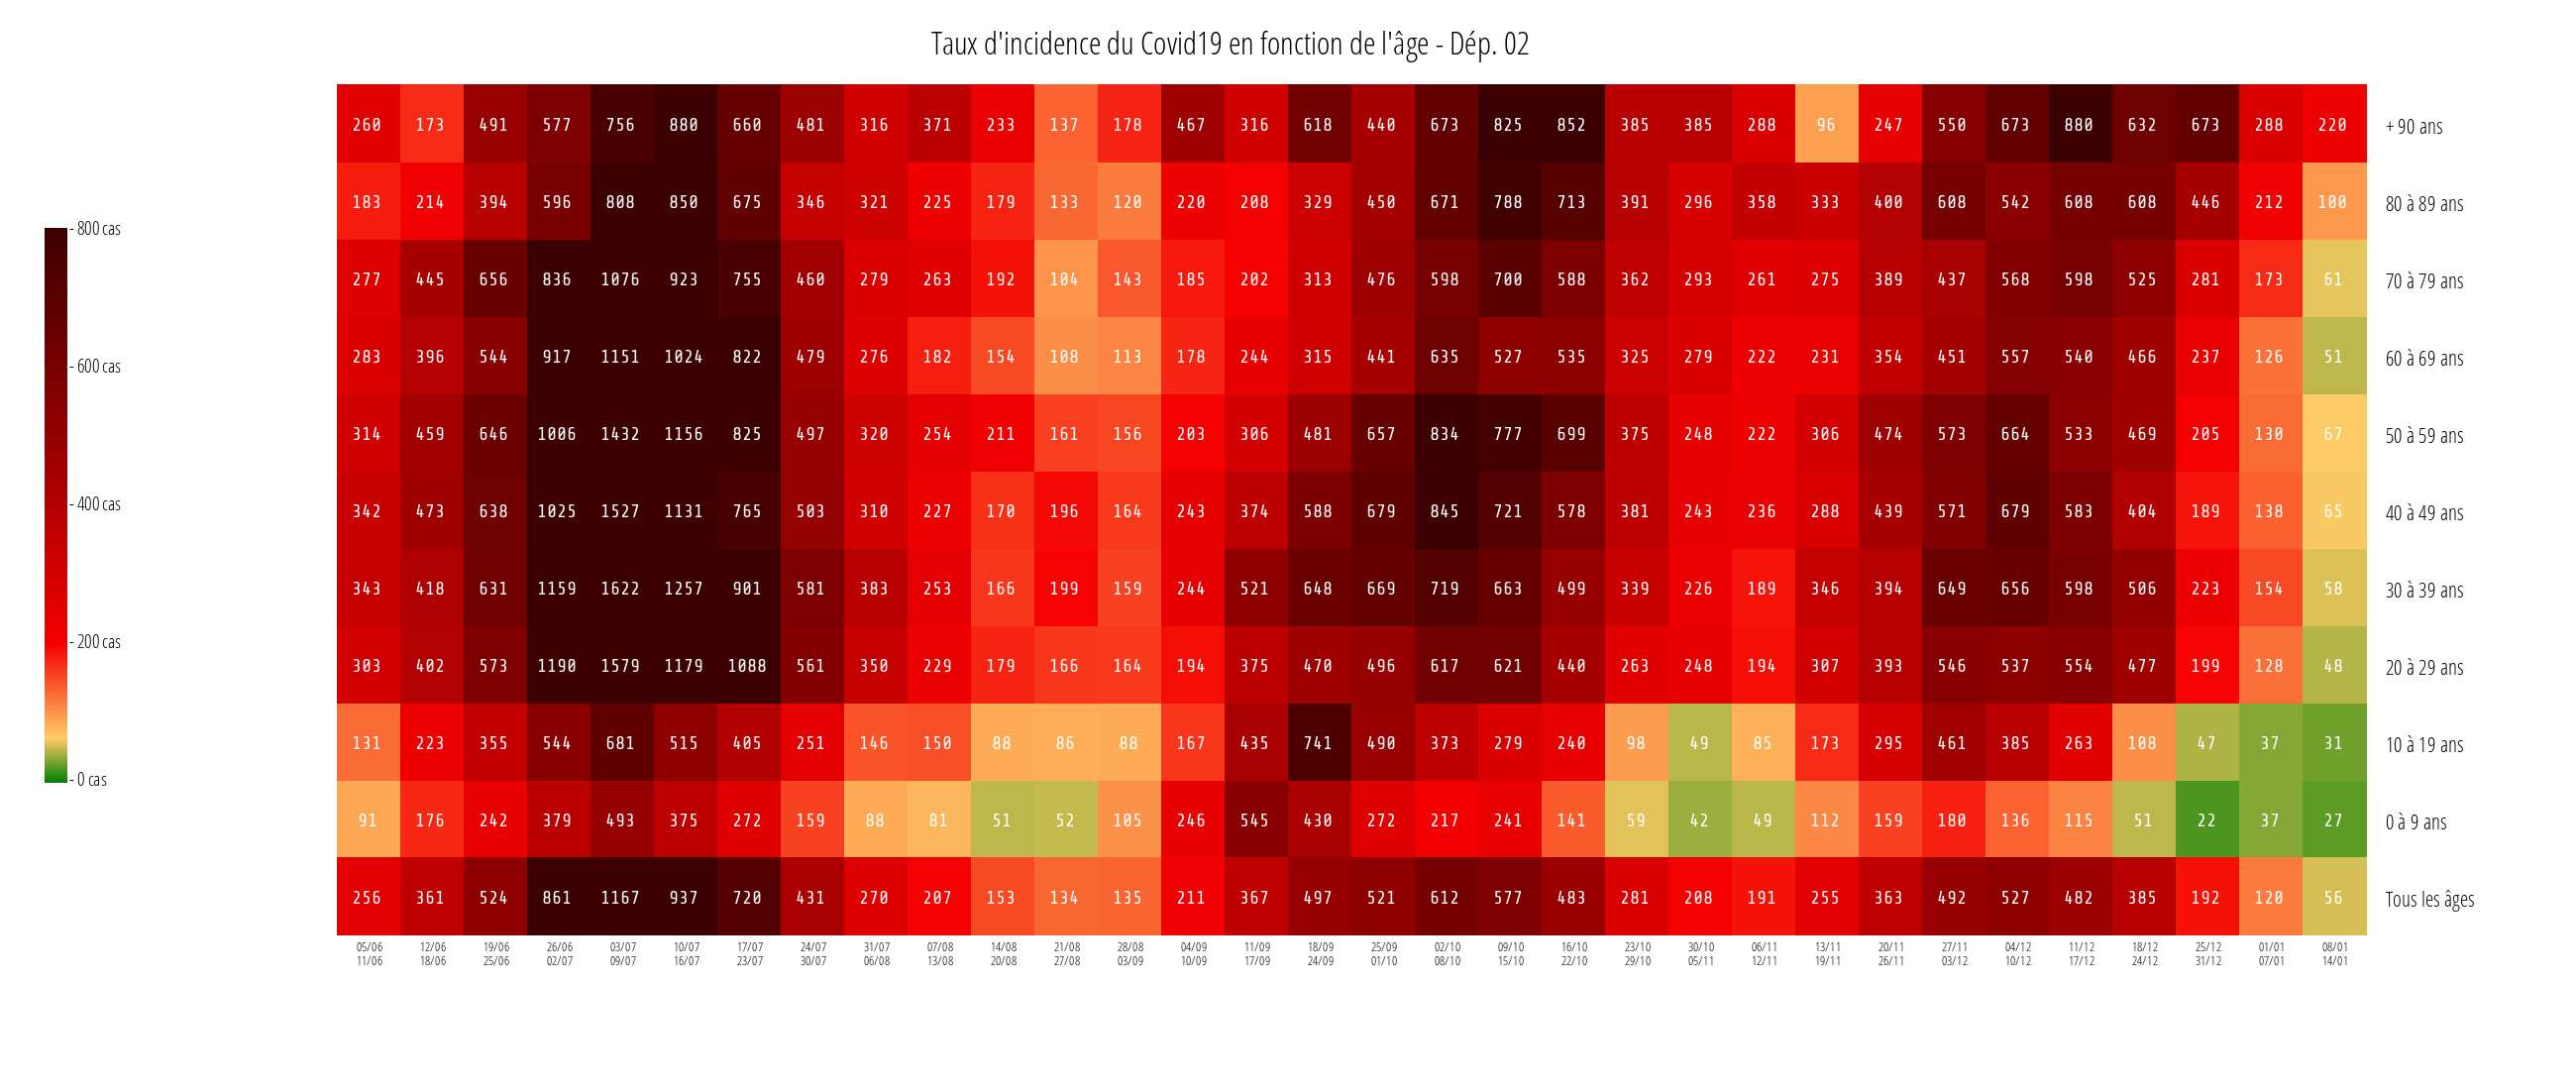 Taux d'incidence du Covid19 en fonction de l'âge - Dép. 02
- 800 cas
- 600 cas
- 400 cas
- 200 cas
- 0 cas
260 173 491 577 756 880 660 481 316 371 233 137 178 467 316 618 440 673 825 852 385 385 288 96 247 550 673 880 632 673 288 220 + 90 ans
183 214 394 596 808 850 675 346 321 225 179 133 120 220 208 329 450 671 788 713 391 296 358 333 400 608 542 608 608 446 212 100 80 à 89 ans
277 445 656 836 1076 923 755 460 279 263 192 104 143 185 202 313 476 598 700 588 362 293 261 275 389 437 568 598 525 281 173 61 70 à 79 ans
283 396 544 917 1151 1024 822 479 276 182 154 108 113 178 244 315 441 635 527 535 325 279 222 231 354 451 557 540 466 237 126 51 60 à 69 ans
314 459 646 1006 1432 1156 825 497 320 254 211 161 156 203 306 481 657 834 777 699 375 248 222 306 474 573 664 533 469 205 130 67 50 à 59 ans
342 473 638 1025 1527 1131 765 503 310 227 170 196 164 243 374 588 679 845 721 578 381 243 236 288 439 571 679 583 404 189 138 65 40 à 49 ans
343 418 631 1159 1622 1257 901 581 383 253 166 199 159 244 521 648 669 719 663 499 339 226 189 346 394 649 656 598 506 223 154 58 30 à 39 ans
303 402 573 1190 1579 1179 1088 561 350 229 179 166 164 194 375 470 496 617 621 440 263 248 194 307 393 546 537 554 477 199 128 48 20 à 29 ans
131 223 355 544 681 515 405 251 146 150 88 86 88 167 435 741 490 373 279 240 98 49 85 173 295 461 385 263 108 47 37 31 10 à 19 ans
91 176 242 379 493 375 272 159 88 81 51 52 105 246 545 430 272 217 241 141 59 42 49 112 159 180 136 115 51 22 37 27 0 à 9 ans
256 361 524 861 1167 937 720 431 270 207 153 134 135 211 367 497 521 612 577 483 281 208 191 255 363 492 527 482 385 192 120 56 Tous les âges
05/06 12/06 19/06 26/06 03/07 10/07 17/07 24/07 31/07 07/08 14/08 21/08 28/08 04/09 11/09 18/09 25/09 02/10 09/10 16/10 23/10 30/10 06/11 13/11 20/11 27/11 04/12 11/12 18/12 25/12 01/01 08/01
11/06 18/06 25/06 02/07 09/07 16/07 23/07 30/07 06/08 13/08 20/08 27/08 03/09 10/09 17/09 24/09 01/10 08/10 15/10 22/10 29/10 05/11 12/11 19/11 26/11 03/12 10/12 17/12 24/12 31/12 07/01 14/01